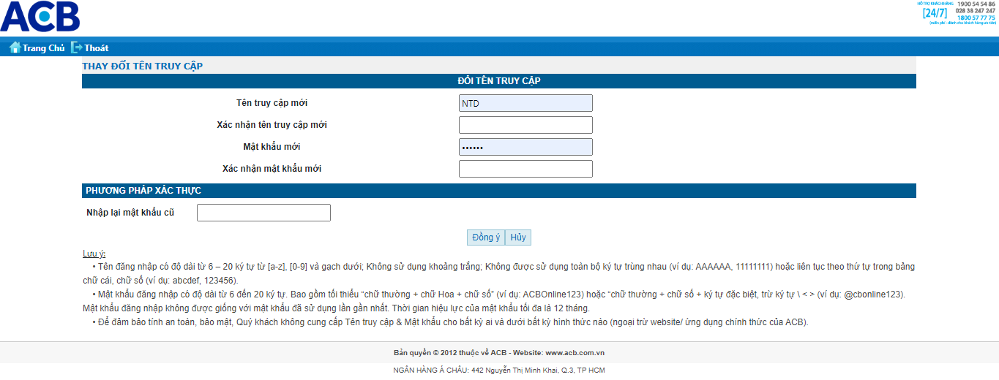 ACB
HỖ TRỢ KHÁCH HÀNG 1900 54 54 86
[24/7] 028 38 247 247
1800 57 77 75
(miễn phí - dành cho khách hàng ưu tiên)
Trang Chủ Thoát
THAY ĐỔI TÊN TRUY CẬP
ĐỔI TÊN TRUY CẬP
Tên truy cập mới NTD
Xác nhận tên truy cập mới
Mật khẩu mới ••••••
Xác nhận mật khẩu mới
PHƯƠNG PHÁP XÁC THỰC
Nhập lại mật khẩu cũ
Đồng ý Hủy
Lưu ý:
• Tên đăng nhập có độ dài từ 6 – 20 ký tự từ [a-z], [0-9] và gạch dưới; Không sử dụng khoảng trắng; Không được sử dụng toàn bộ ký tự trùng nhau (ví dụ: AAAAAA, 11111111) hoặc liên tục theo thứ tự trong bảng
chữ cái, chữ số (ví dụ: abcdef, 123456).
• Mật khẩu đăng nhập có độ dài từ 6 đến 20 ký tự. Bao gồm tối thiểu “chữ thường + chữ Hoa + chữ số” (ví dụ: ACBOnline123) hoặc “chữ thường + chữ số + ký tự đặc biệt, trừ ký tự \ < > (ví dụ: @cbonline123).
Mật khẩu đăng nhập không được giống với mật khẩu đã sử dụng lần gần nhất. Thời gian hiệu lực của mật khẩu tối đa là 12 tháng.
• Để đảm bảo tính an toàn, bảo mật, Quý khách không cung cấp Tên truy cập & Mật khẩu cho bất kỳ ai và dưới bất kỳ hình thức nào (ngoại trừ website/ ứng dụng chính thức của ACB).
Bản quyền © 2012 thuộc về ACB - Website: www.acb.com.vn
NGÂN HÀNG Á CHÂU: 442 Nguyễn Thị Minh Khai, Q.3, TP HCM